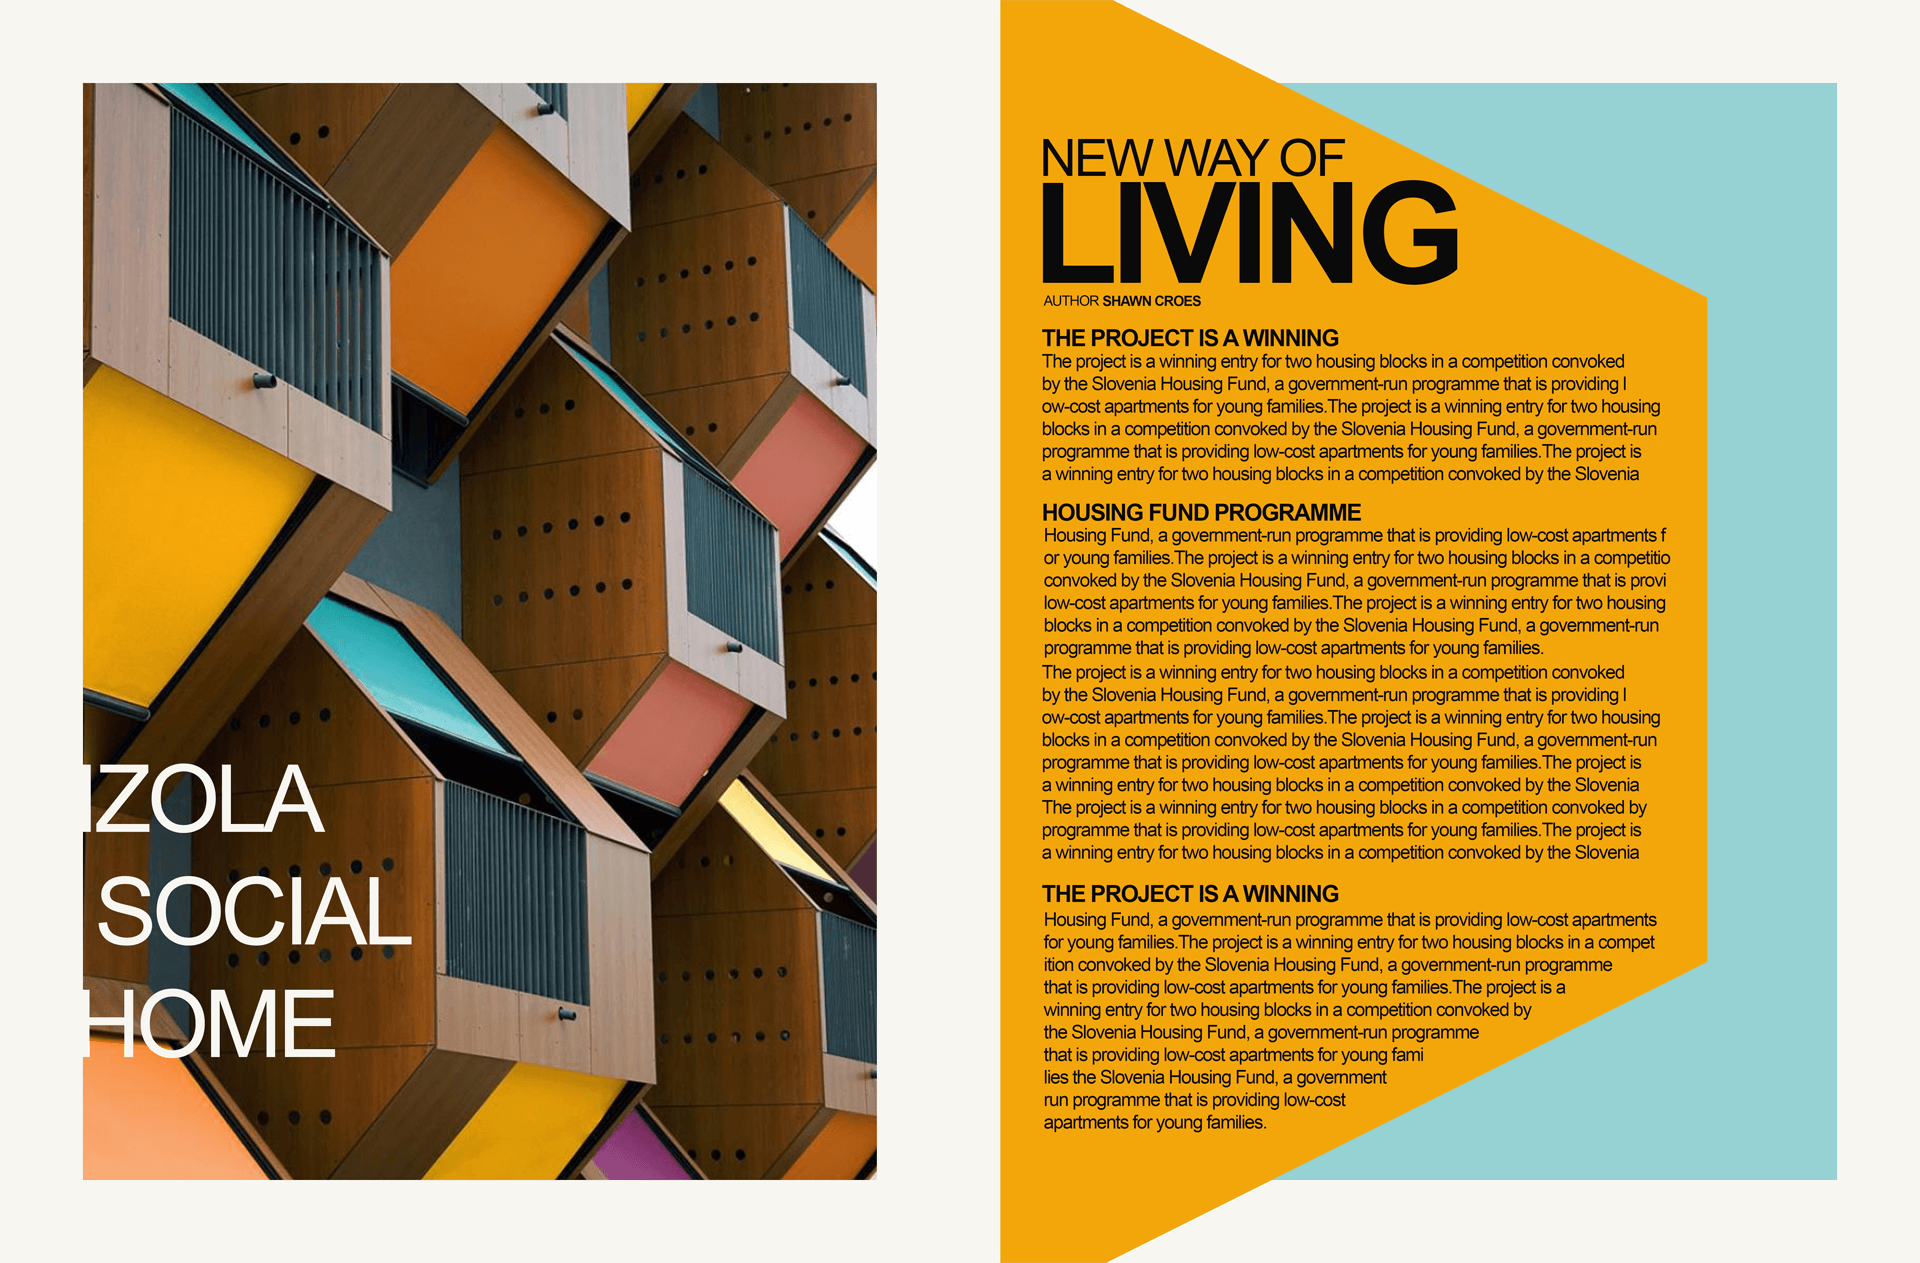 IZOLA
SOCIAL
HOME
NEW WAY OF
LIVING
AUTHOR SHAWN CROES
THE PROJECT IS A WINNING
The project is a winning entry for two housing blocks in a competition convoked
by the Slovenia Housing Fund, a government-run programme that is providing l
ow-cost apartments for young families.The project is a winning entry for two housing
blocks in a competition convoked by the Slovenia Housing Fund, a government-run
programme that is providing low-cost apartments for young families.The project is
a winning entry for two housing blocks in a competition convoked by the Slovenia
HOUSING FUND PROGRAMME
Housing Fund, a government-run programme that is providing low-cost apartments f
or young families.The project is a winning entry for two housing blocks in a competitio
convoked by the Slovenia Housing Fund, a government-run programme that is provi
low-cost apartments for young families.The project is a winning entry for two housing
blocks in a competition convoked by the Slovenia Housing Fund, a government-run
programme that is providing low-cost apartments for young families.
The project is a winning entry for two housing blocks in a competition convoked
by the Slovenia Housing Fund, a government-run programme that is providing l
ow-cost apartments for young families.The project is a winning entry for two housing
blocks in a competition convoked by the Slovenia Housing Fund, a government-run
programme that is providing low-cost apartments for young families.The project is
a winning entry for two housing blocks in a competition convoked by the Slovenia
The project is a winning entry for two housing blocks in a competition convoked by
programme that is providing low-cost apartments for young families.The project is
a winning entry for two housing blocks in a competition convoked by the Slovenia
THE PROJECT IS A WINNING
Housing Fund, a government-run programme that is providing low-cost apartments
for young families.The project is a winning entry for two housing blocks in a compet
ition convoked by the Slovenia Housing Fund, a government-run programme
that is providing low-cost apartments for young families.The project is a
winning entry for two housing blocks in a competition convoked by
the Slovenia Housing Fund, a government-run programme
that is providing low-cost apartments for young fami
lies the Slovenia Housing Fund, a government
run programme that is providing low-cost
apartments for young families.